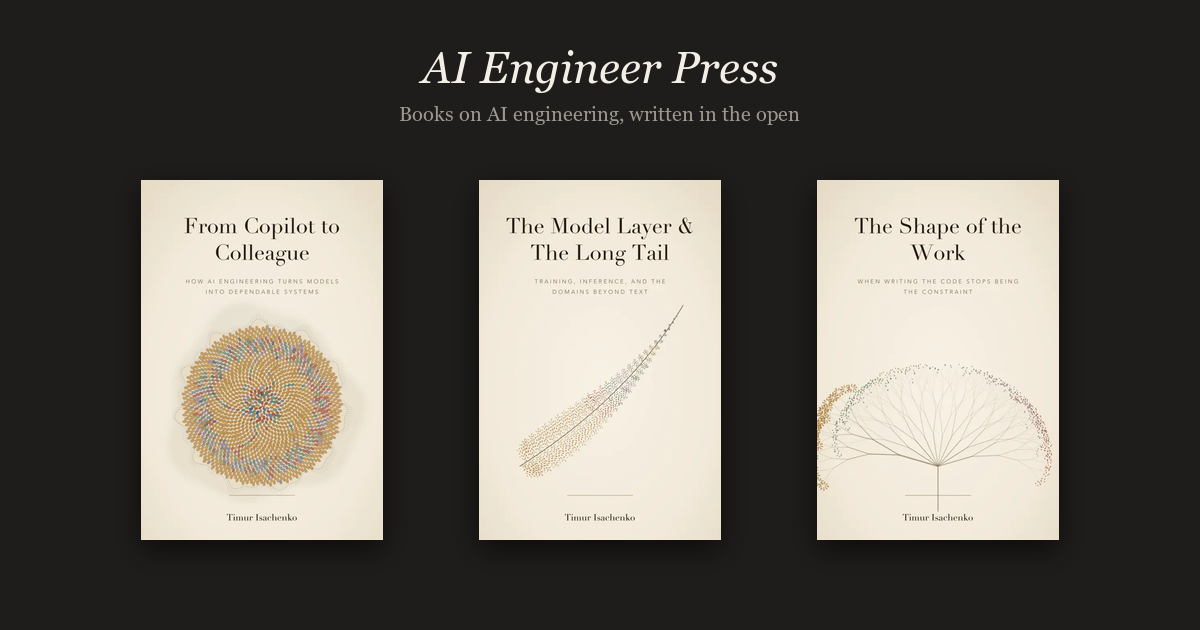 AI Engineer Press
Books on AI engineering, written in the open
From Copilot to
Colleague
HOW AI ENGINEERING TURNS MODELS
INTO DEPENDABLE SYSTEMS
Timur Isachenko
The Model Layer &
The Long Tail
TRAINING, INFERENCE, AND THE
DOMAINS BEYOND TEXT
Timur Isachenko
The Shape of the
Work
WHEN WRITING THE CODE STOPS BEING
THE CONSTRAINT
Timur Isachenko